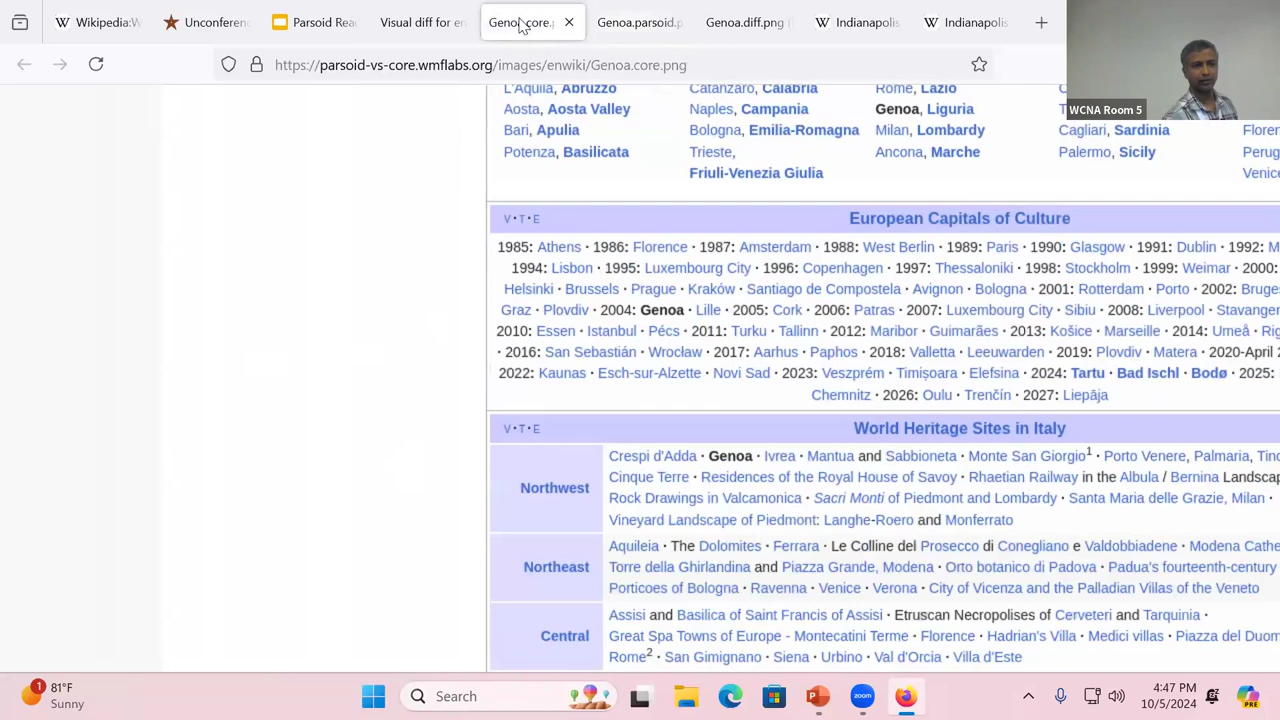 Wikipedia:W
Unconferenc
Parsoid Rea
Visual diff for en
Genoa.core.
Genoa.parsoid.p
Genoa.diff.png (
Indianapolis
Indianapolis
https://parsoid-vs-core.wmflabs.org/images/enwiki/Genoa.core.png
WCNA Room 5
L'Aquila, Abruzzo
Catanzaro, Calabria
Rome, Lazio
Aosta, Aosta Valley
Naples, Campania
Genoa, Liguria
Bari, Apulia
Bologna, Emilia-Romagna
Milan, Lombardy
Cagliari, Sardinia
Floren
Potenza, Basilicata
Trieste,
Friuli-Venezia Giulia
Ancona, Marche
Palermo, Sicily
Perug
Venice
V·T·E
European Capitals of Culture
1985: Athens · 1986: Florence · 1987: Amsterdam · 1988: West Berlin · 1989: Paris · 1990: Glasgow · 1991: Dublin · 1992: M
1994: Lisbon · 1995: Luxembourg City · 1996: Copenhagen · 1997: Thessaloniki · 1998: Stockholm · 1999: Weimar · 2000:
Helsinki · Brussels · Prague · Kraków · Santiago de Compostela · Avignon · Bologna · 2001: Rotterdam · Porto · 2002: Bruge
Graz · Plovdiv · 2004: Genoa · Lille · 2005: Cork · 2006: Patras · 2007: Luxembourg City · Sibiu · 2008: Liverpool · Stavanger
2010: Essen · Istanbul · Pécs · 2011: Turku · Tallinn · 2012: Maribor · Guimarães · 2013: Košice · Marseille · 2014: Umeå · Rig
· 2016: San Sebastián · Wrocław · 2017: Aarhus · Paphos · 2018: Valletta · Leeuwarden · 2019: Plovdiv · Matera · 2020-April 2
2022: Kaunas · Esch-sur-Alzette · Novi Sad · 2023: Veszprém · Timișoara · Elefsina · 2024: Tartu · Bad Ischl · Bodø · 2025:
Chemnitz · 2026: Oulu · Trenčín · 2027: Liepāja
V·T·E
World Heritage Sites in Italy
Northwest
Crespi d'Adda · Genoa · Ivrea · Mantua and Sabbioneta · Monte San Giorgio1 · Porto Venere, Palmaria, Tino
Cinque Terre · Residences of the Royal House of Savoy · Rhaetian Railway in the Albula / Bernina Landsca
Rock Drawings in Valcamonica · Sacri Monti of Piedmont and Lombardy · Santa Maria delle Grazie, Milan ·
Vineyard Landscape of Piedmont: Langhe-Roero and Monferrato
Northeast
Aquileia · The Dolomites · Ferrara · Le Colline del Prosecco di Conegliano e Valdobbiadene · Modena Cathe
Torre della Ghirlandina and Piazza Grande, Modena · Orto botanico di Padova · Padua's fourteenth-century
Porticoes of Bologna · Ravenna · Venice · Verona · City of Vicenza and the Palladian Villas of the Veneto
Central
Assisi and Basilica of Saint Francis of Assisi · Etruscan Necropolises of Cerveteri and Tarquinia ·
Great Spa Towns of Europe - Montecatini Terme · Florence · Hadrian's Villa · Medici villas · Piazza del Duom
Rome2 · San Gimignano · Siena · Urbino · Val d'Orcia · Villa d'Este
1
81°F
Sunny
Search
zoom
4:47 PM
10/5/2024
PRE